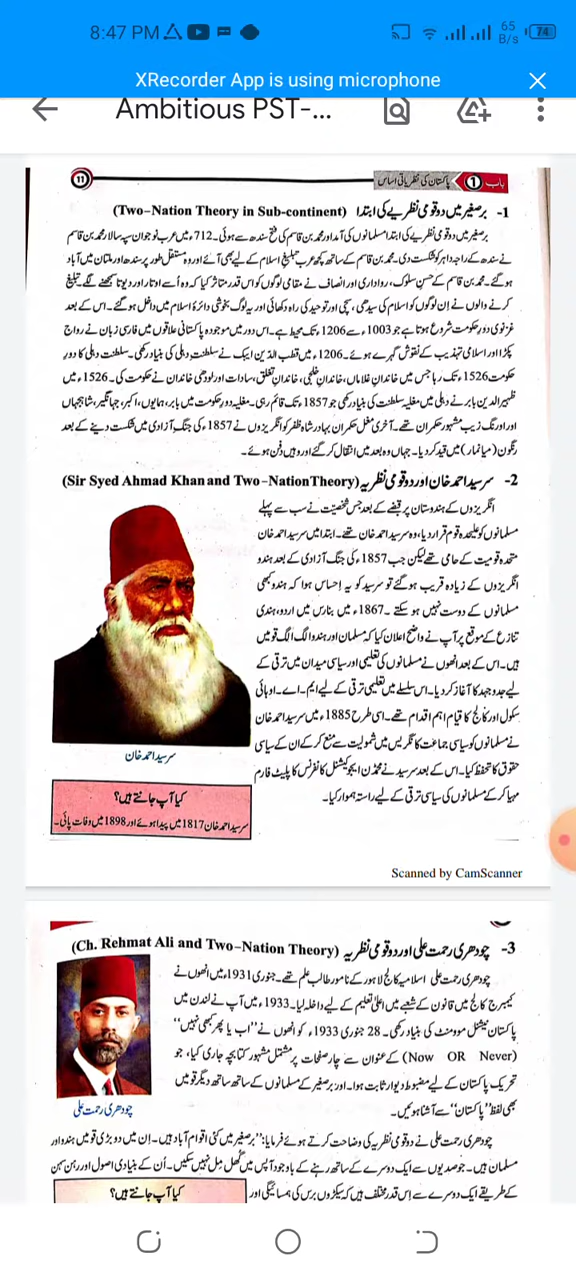 8:47 PM
65 B/s
74
XRecorder App is using microphone
Ambitious PST-...
11
باب 1 پاکستان کی نظریاتی اساس
1- برصغیر میں دو قومی نظریے کی ابتدا (Two-Nation Theory in Sub-continent)
برصغیر میں دو قومی نظریے کی ابتدا مسلمانوں کی آمد اور محمد بن قاسم کی فتح سندھ سے ہوئی۔ 712ء میں عرب نوجوان سپہ سالار محمد بن قاسم
نے سندھ کے راجہ داہر کو شکست دی۔ محمد بن قاسم کے ساتھ کچھ عرب تبلیغ اسلام کے لیے بھی آئے اور وہ مستقل طور پر سندھ اور ملتان میں آباد
ہو گئے۔ محمد بن قاسم کے حسن سلوک، رواداری اور انصاف نے مقامی لوگوں کو اس قدر متاثر کیا کہ وہ اُسے اوتار اور دیوتا سمجھنے لگے۔ تبلیغ
کرنے والوں نے ان لوگوں کو اسلام کی سیدھی، سچی اور توحید کی راہ دکھائی اور یہ لوگ بخوشی دائرۂ اسلام میں داخل ہو گئے۔ اس کے بعد
غزنوی دورِ حکومت شروع ہوتا ہے جو 1003ء سے 1206ء تک محیط ہے۔ اس دور میں موجودہ پاکستانی علاقوں میں فارسی زبان نے رواج
پکڑا اور اسلامی تہذیب کے نقوش گہرے ہوئے۔ 1206ء میں قطب الدین ایبک نے سلطنت دہلی کی بنیاد رکھی۔ سلطنت دہلی کا دور
حکومت 1526ء تک رہا جس میں خاندانِ غلاماں، خاندانِ خلجی، خاندانِ تغلق، سادات اور لودھی خاندان نے حکومت کی۔ 1526ء میں
ظہیر الدین بابر نے دہلی میں مغلیہ سلطنت کی بنیاد رکھی جو 1857ء تک قائم رہی۔ مغلیہ دور حکومت میں بابر، ہمایوں، اکبر، جہانگیر، شاہجہاں
اور اورنگ زیب مشہور حکمران تھے۔ آخری مغل حکمران بہادر شاہ ظفر کو انگریزوں نے 1857ء کی جنگ آزادی میں شکست دینے کے بعد
رنگون (میانمار) میں قید کر دیا۔ جہاں وہ بعد میں انتقال کر گئے اور وہیں دفن ہوئے۔
2- سرسید احمد خان اور دو قومی نظریہ (Sir Syed Ahmad Khan and Two-Nation Theory)
انگریزوں کے ہندوستان پر قبضے کے بعد جس شخصیت نے سب سے پہلے
مسلمانوں کو علیحدہ قوم قرار دیا، وہ سرسید احمد خان تھے۔ ابتدا میں سرسید احمد خان
متحدہ قومیت کے حامی تھے لیکن جب 1857ء کی جنگ آزادی کے بعد ہندو
انگریزوں کے زیادہ قریب ہو گئے تو سرسید کو یہ احساس ہوا کہ ہندو کبھی
مسلمانوں کے دوست نہیں ہو سکتے۔ 1867ء میں بنارس میں اردو، ہندی
تنازع کے موقع پر آپ نے واضح اعلان کیا کہ مسلمان اور ہندو الگ الگ قومیں
ہیں۔ اس کے بعد انھوں نے مسلمانوں کی تعلیمی اور سیاسی میدان میں ترقی کے
لیے جدوجہد کا آغاز کر دیا۔ اس سلسلے میں تعلیمی ترقی کے لیے ایم۔ اے۔ او ہائی
سکول اور کالج کا قیام اہم اقدام تھے۔ اسی طرح 1885ء میں سرسید احمد خان
نے مسلمانوں کو سیاسی جماعت کانگریس میں شمولیت سے منع کر کے ان کے سیاسی
حقوق کا تحفظ کیا۔ اس کے بعد سرسید نے محمڈن ایجوکیشنل کانفرنس کا پلیٹ فارم
مہیا کر کے مسلمانوں کی سیاسی ترقی کے لیے راستہ ہموار کیا۔
سرسید احمد خان
کیا آپ جانتے ہیں؟
سرسید احمد خان 1817 میں پیدا ہوئے اور 1898 میں وفات پائی۔
Scanned by CamScanner
3- چودھری رحمت علی اور دو قومی نظریہ (Ch. Rehmat Ali and Two-Nation Theory)
چودھری رحمت علی اسلامیہ کالج لاہور کے نامور طالب علم تھے۔ جنوری 1931ء میں انھوں نے
کیمبرج کالج میں قانون کے شعبے میں اعلیٰ تعلیم کے لیے داخلہ لیا۔ 1933ء میں آپ نے لندن میں
پاکستان نیشنل موومنٹ کی بنیاد رکھی۔ 28 جنوری 1933ء کو انھوں نے "اب یا پھر کبھی نہیں"
(Now OR Never) کے عنوان سے چار صفحات پر مشتمل مشہور کتابچہ جاری کیا، جو
تحریک پاکستان کے لیے مضبوط دیوار ثابت ہوا۔ اور برصغیر کے مسلمانوں کے ساتھ ساتھ دیگر قومیں
بھی لفظ "پاکستان" سے آشنا ہوئیں۔
چودھری رحمت علی
چودھری رحمت علی نے دو قومی نظریہ کی وضاحت کرتے ہوئے فرمایا: "برصغیر میں کئی اقوام آباد ہیں۔ ان میں دو بڑی قومیں ہندو اور
مسلمان ہیں۔ جو صدیوں سے ایک دوسرے کے ساتھ رہنے کے باوجود آپس میں گھل مل نہیں سکیں۔ اُن کے بنیادی اصول اور رہن سہن
کے طریقے ایک دوسرے سے اس قدر مختلف ہیں کہ سیکڑوں برس کی ہمسائیگی اور
کیا آپ جانتے ہیں؟